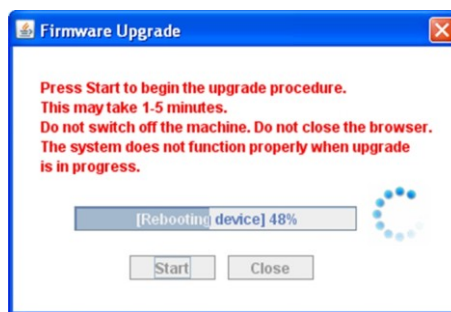 Firmware Upgrade
Press Start to begin the upgrade procedure.
This may take 1-5 minutes.
Do not switch off the machine. Do not close the browser.
The system does not function properly when upgrade
is in progress.
[Rebooting device] 48%
Start Close